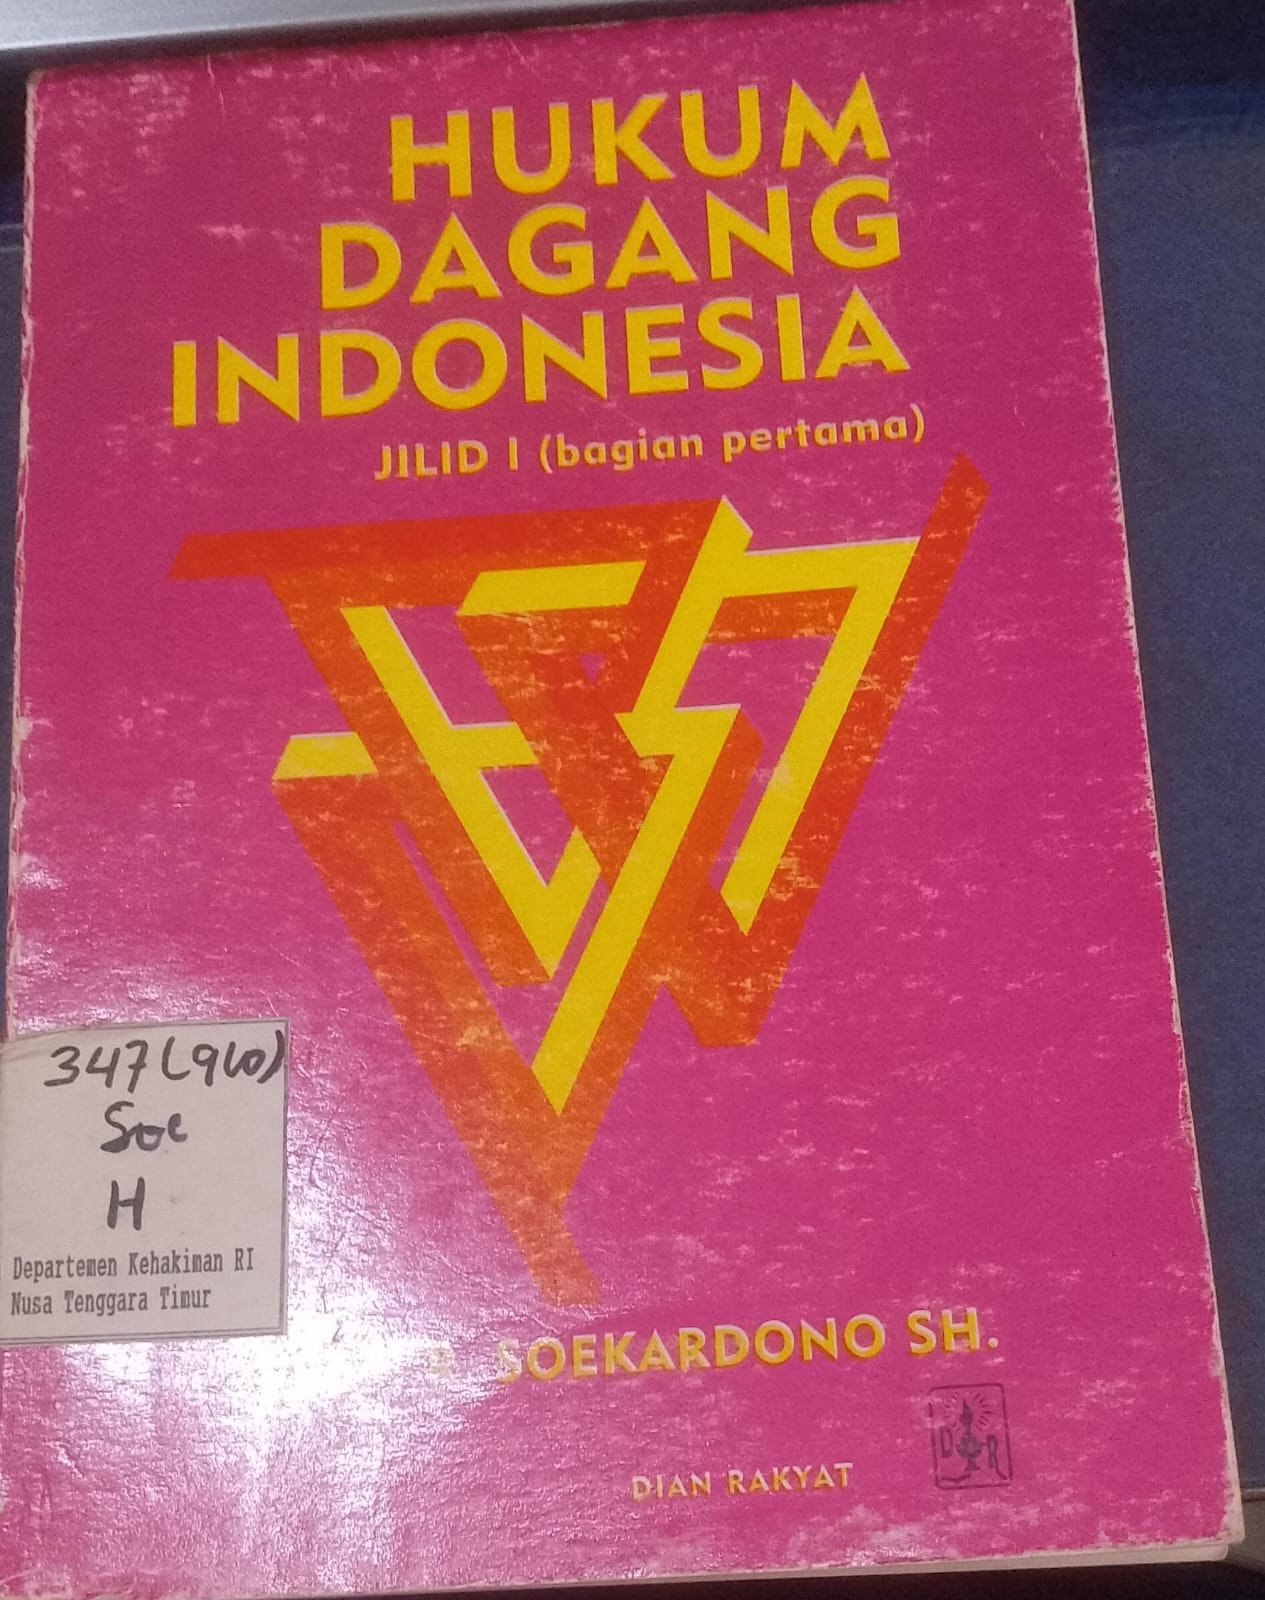 HUKUM
DAGANG
INDONESIA
JILID I (bagian pertama)
347(910)
Soe
H
Departemen Kehakiman RI
Nusa Tenggara Timur
R. SOEKARDONO SH.
D R
DIAN RAKYAT